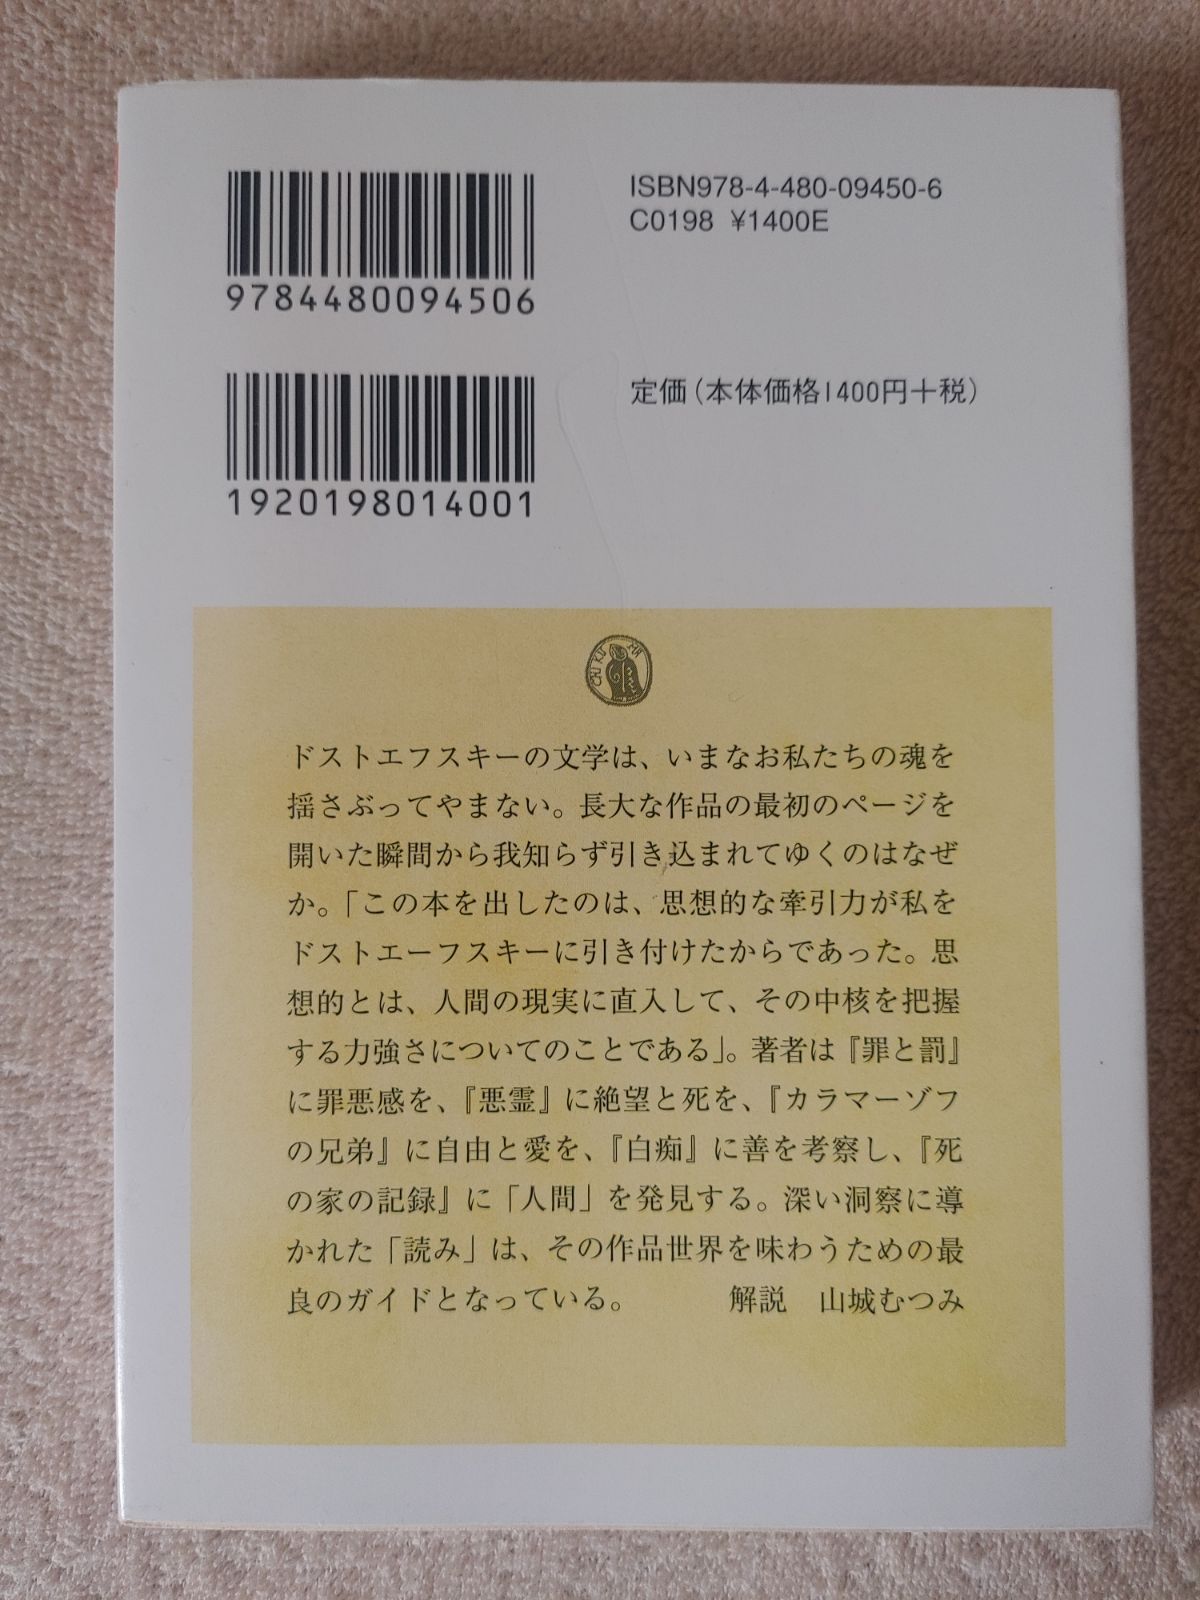 ISBN978-4-480-09450-6
C0198 ¥1400E
9784480094506
定価(本体価格1400円+税)
1920198014001
CHIKUMA
ドストエフスキーの文学は、いまなお私たちの魂を
揺さぶってやまない。長大な作品の最初のページを
開いた瞬間から我知らず引き込まれてゆくのはなぜ
か。「この本を出したのは、思想的な牽引力が私を
ドストエーフスキーに引き付けたからであった。思
想的とは、人間の現実に直入して、その中核を把握
する力強さについてのことである」。著者は『罪と罰』
に罪悪感を、『悪霊』に絶望と死を、『カラマーゾフ
の兄弟』に自由と愛を、『白痴』に善を考察し、『死
の家の記録』に「人間」を発見する。深い洞察に導
かれた「読み」は、その作品世界を味わうための最
良のガイドとなっている。 解説 山城むつみ